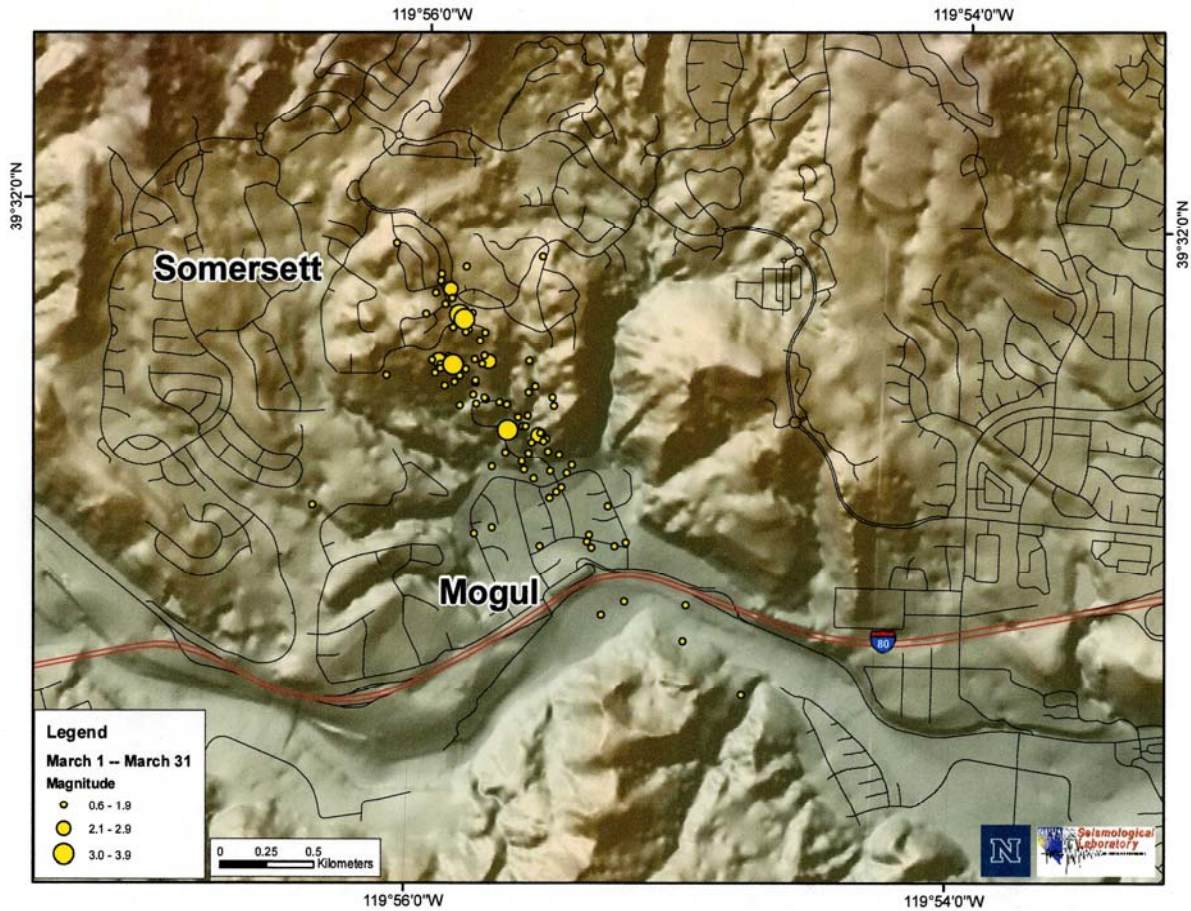 119°56'0"W
119°54'0"W
39°32'0"N
39°32'0"N
Somersett
Mogul
80
Legend
March 1 -- March 31
Magnitude
0.6 - 1.9
2.1 - 2.9
3.0 - 3.9
0 0.25 0.5
Kilometers
N
Seismological
Laboratory
119°56'0"W
119°54'0"W